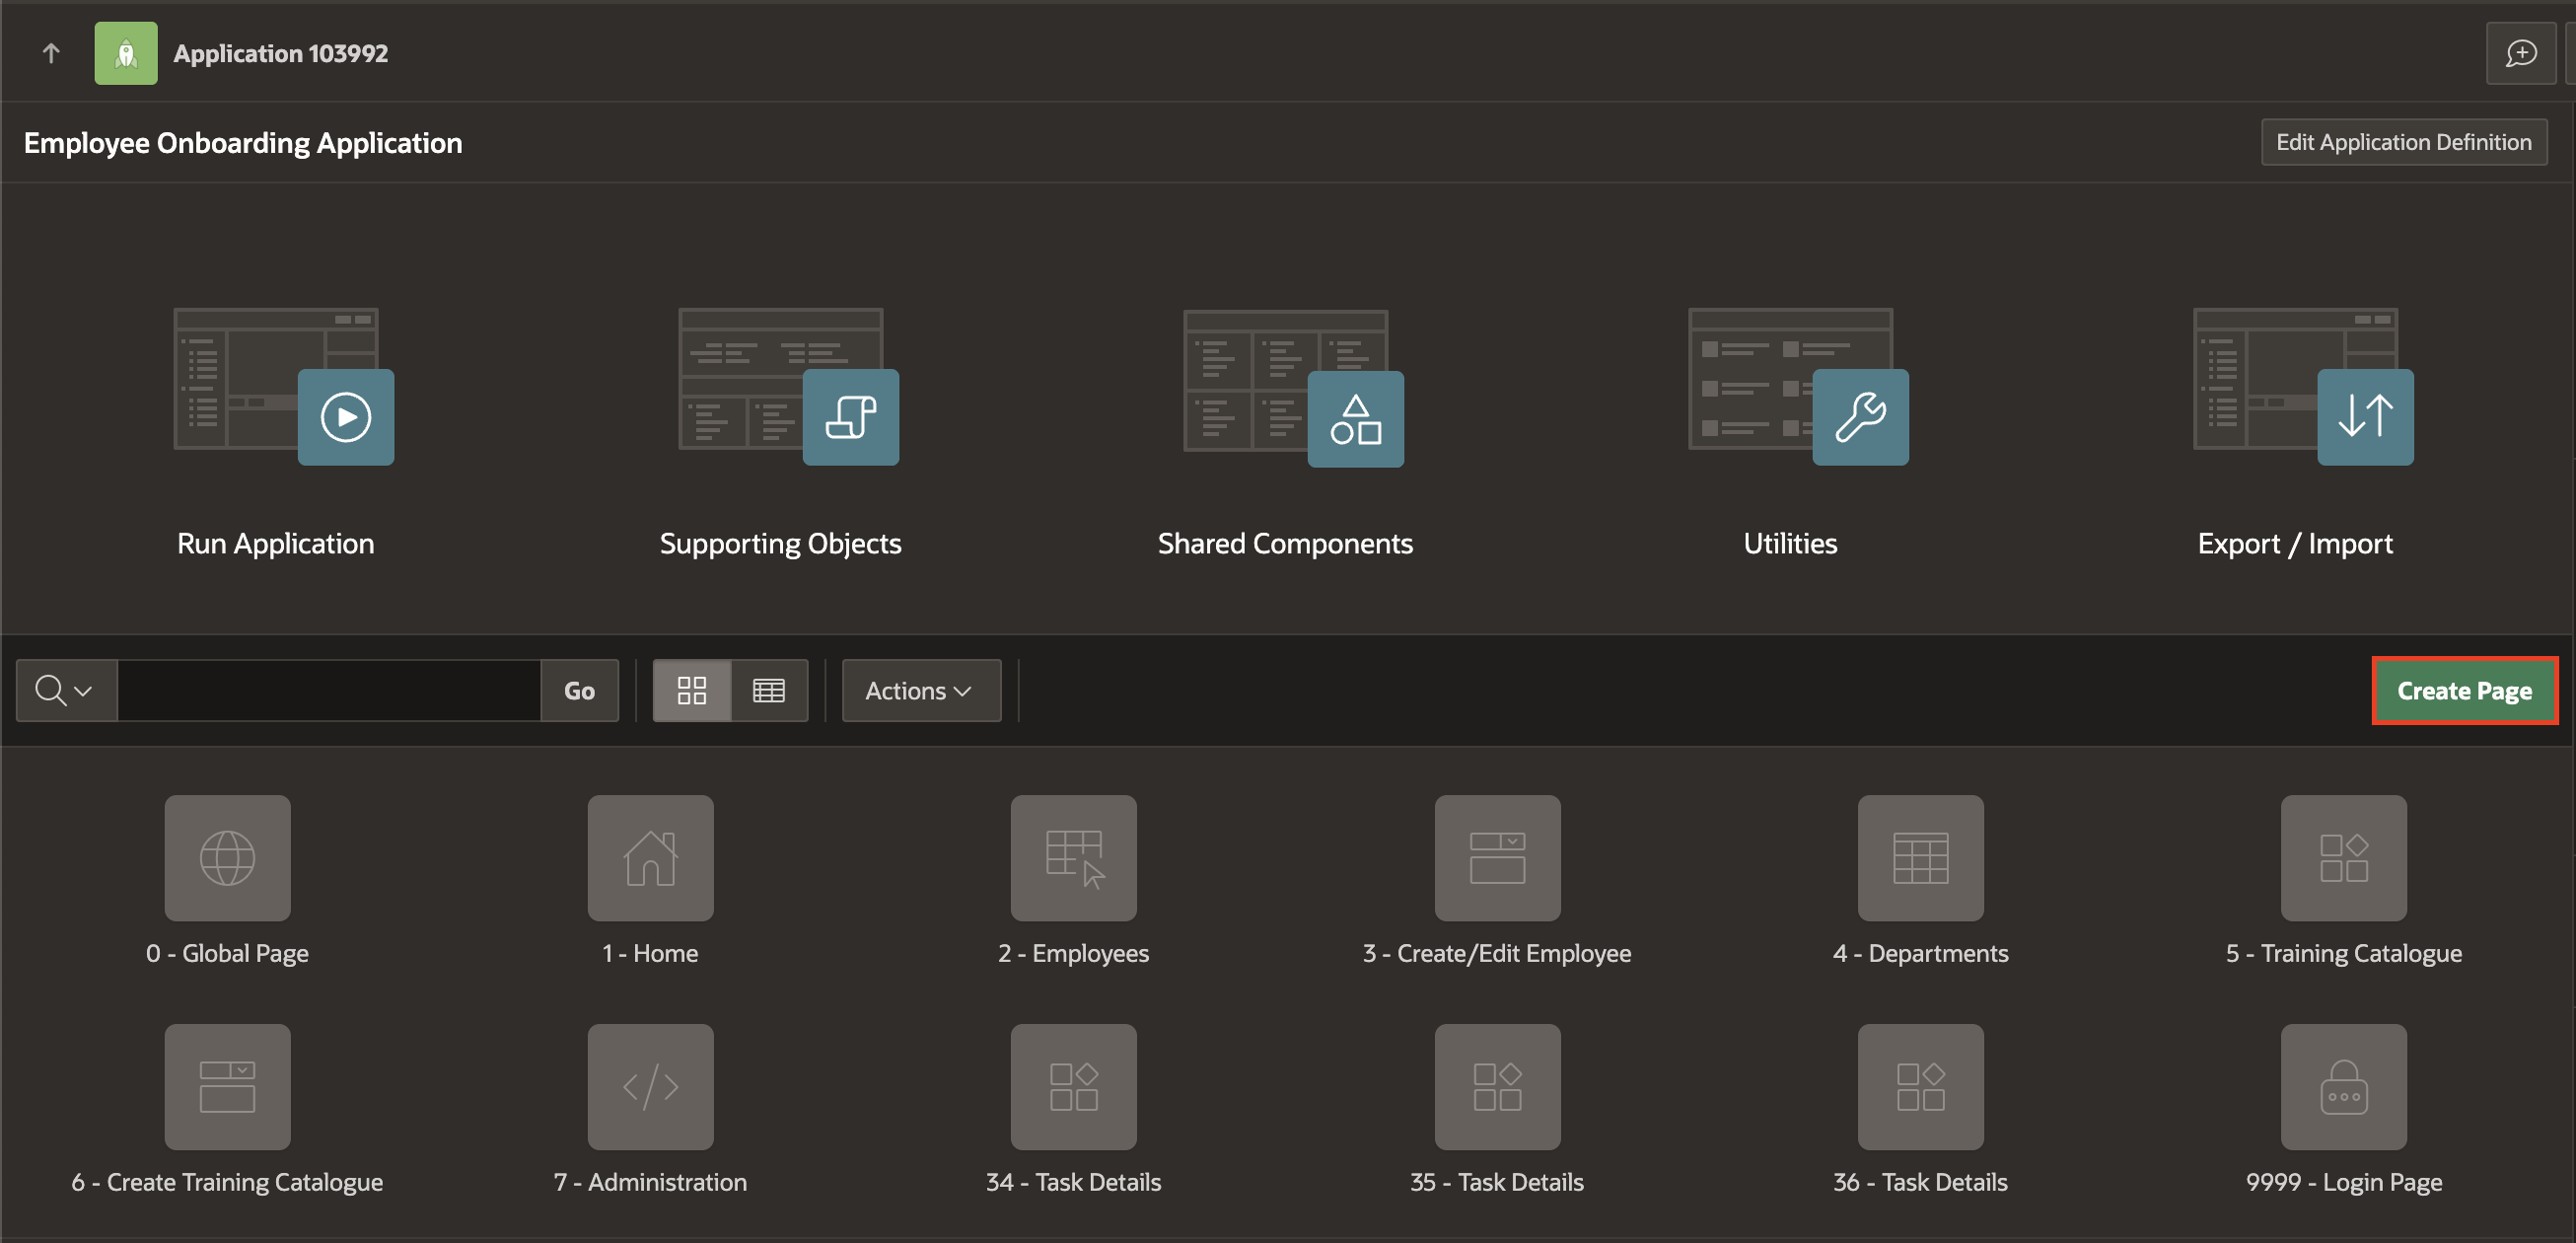 Application 103992
Employee Onboarding Application
Edit Application Definition
Run Application
Supporting Objects
Shared Components
Utilities
Export / Import
Go
Actions
Create Page
0 - Global Page
1 - Home
2 - Employees
3 - Create/Edit Employee
4 - Departments
5 - Training Catalogue
6 - Create Training Catalogue
7 - Administration
34 - Task Details
35 - Task Details
36 - Task Details
9999 - Login Page